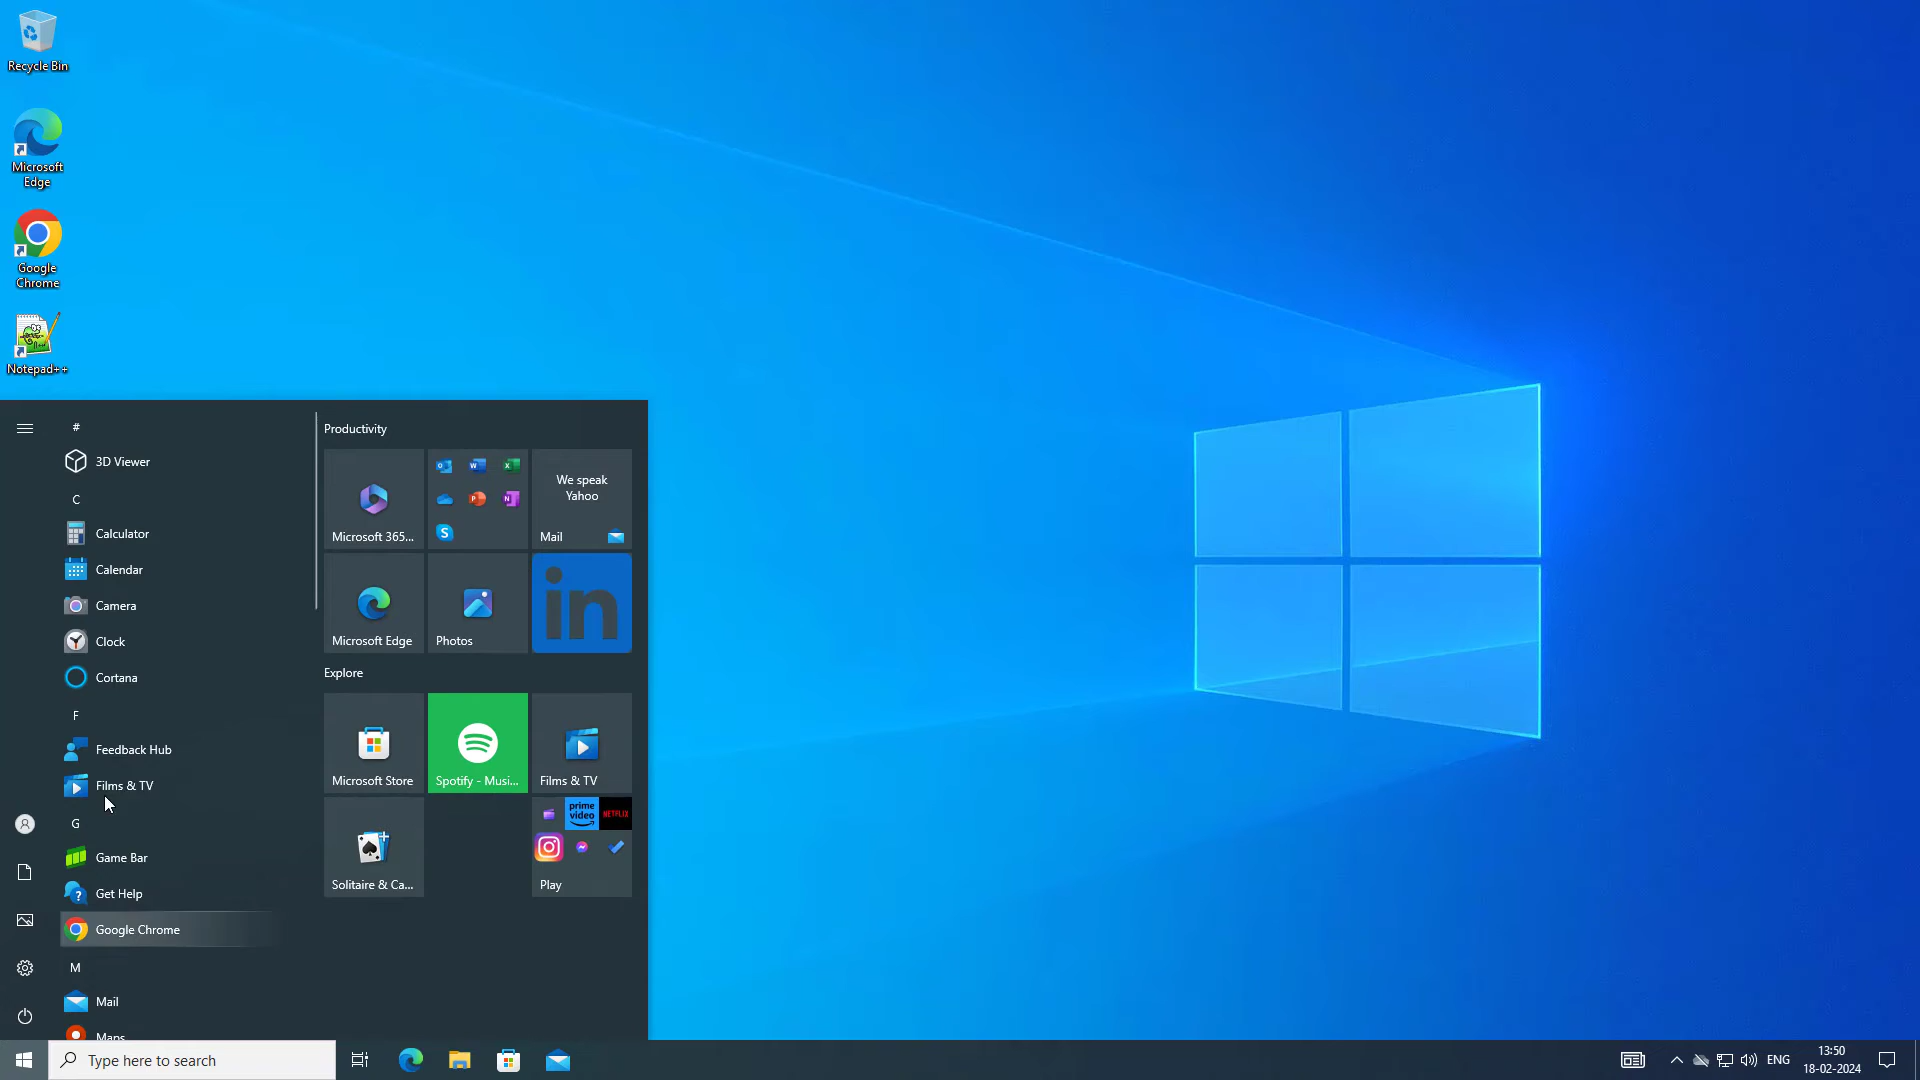 Recycle Bin
Microsoft
Edge
Google
Chrome
Notepad++
#
3D Viewer
C
Calculator
Calendar
Camera
Clock
Cortana
F
Feedback Hub
Films & TV
G
Game Bar
Get Help
Google Chrome
M
Mail
Maps
Productivity
Microsoft 365...
We speak
Yahoo
Mail
Microsoft Edge
Photos
in
Explore
Microsoft Store
Spotify - Musi...
Films & TV
Solitaire & Ca...
prime
video
NETFLIX
Play
Type here to search
ENG
13:50
18-02-2024